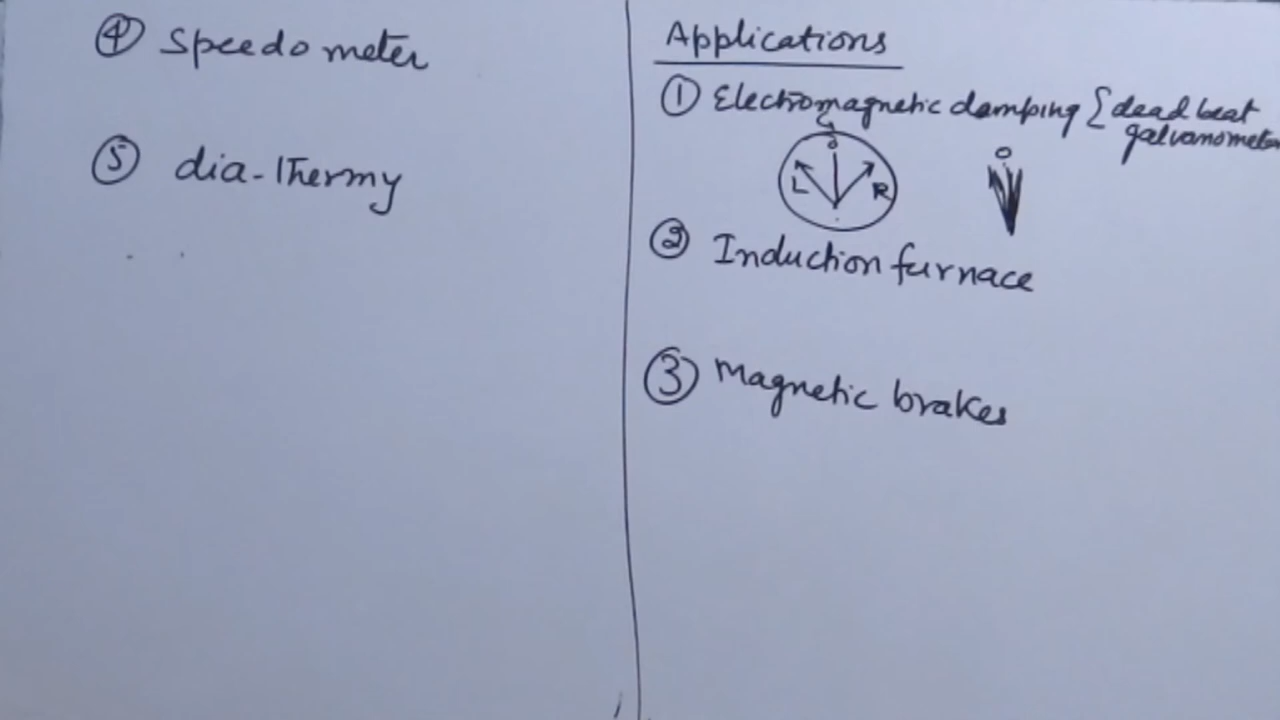 ④ Speedometer
⑤ dia-thermy
Applications
① Electromagnetic damping { dead beat
galvanometer
O
L R
O
② Induction furnace
③ Magnetic brakes